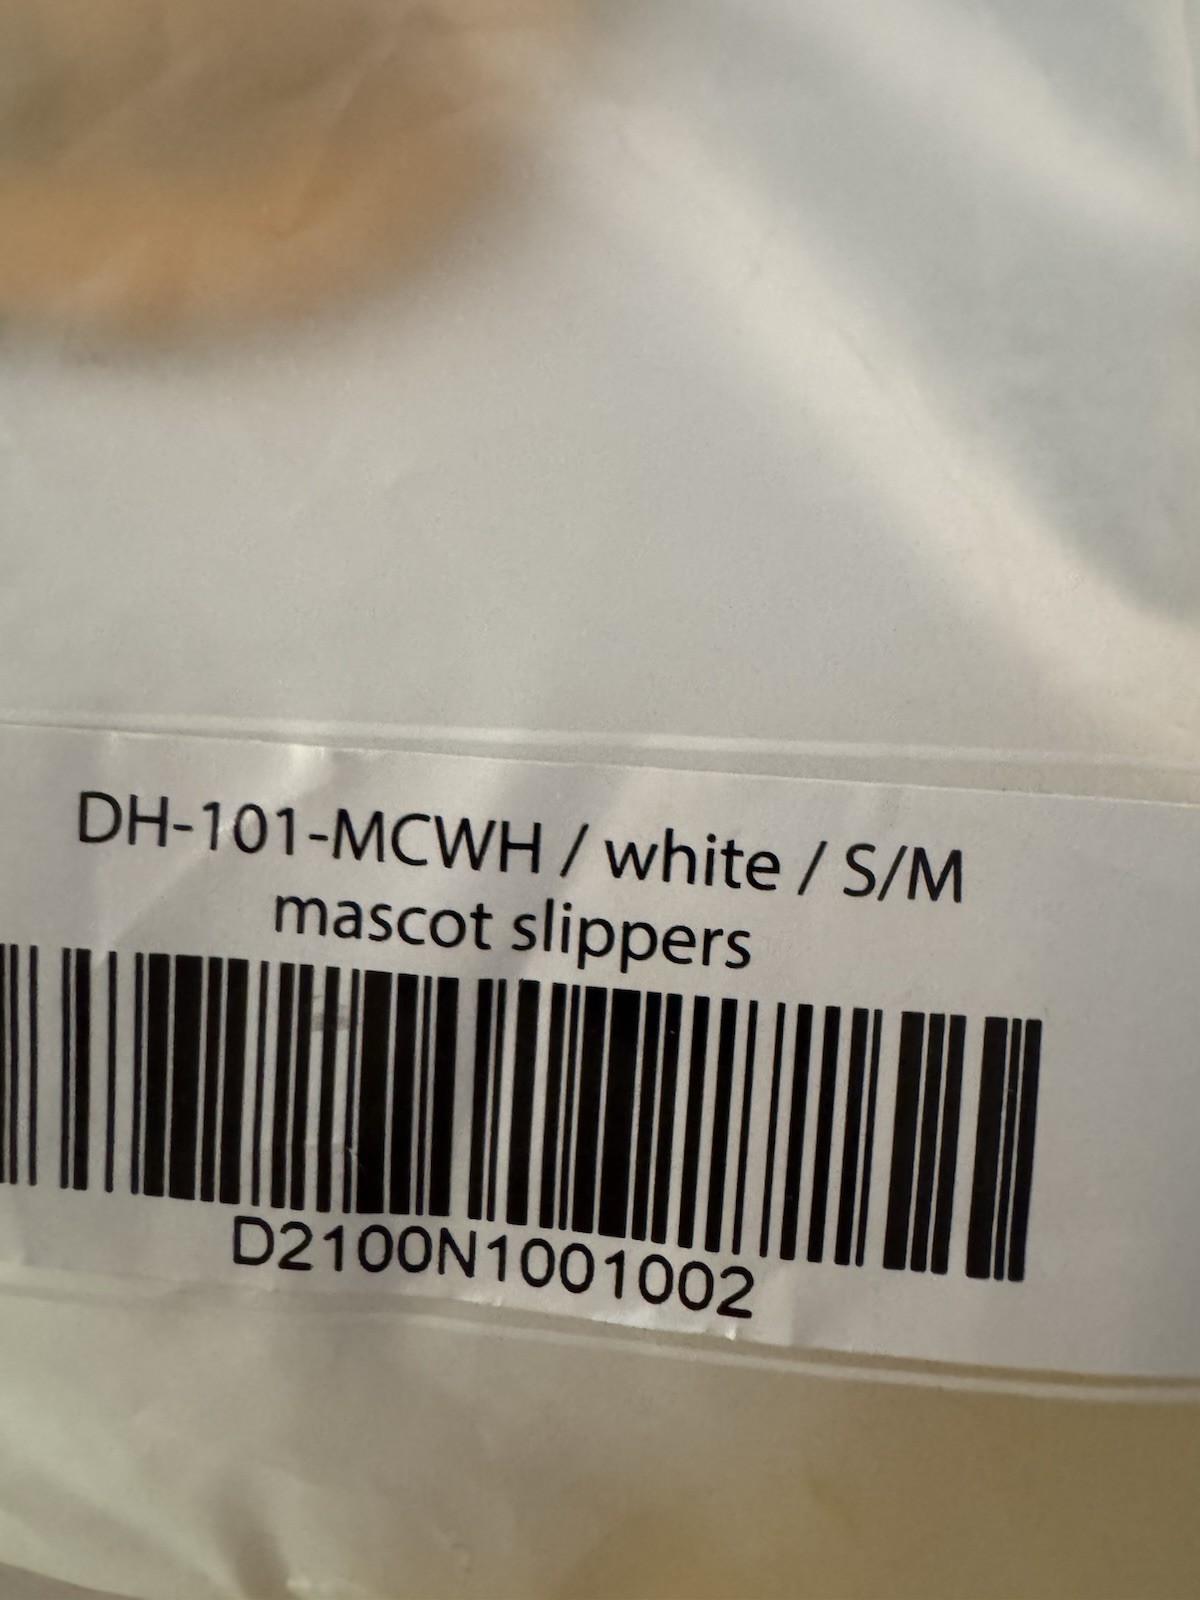 DH-101-MCWH / white / S/M
mascot slippers
D2100N1001002